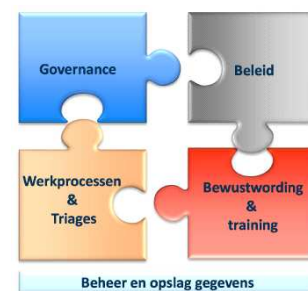 Governance
Beleid
Werkprocessen
&
Triages
Bewustwording
&
training
Beheer en opslag gegevens